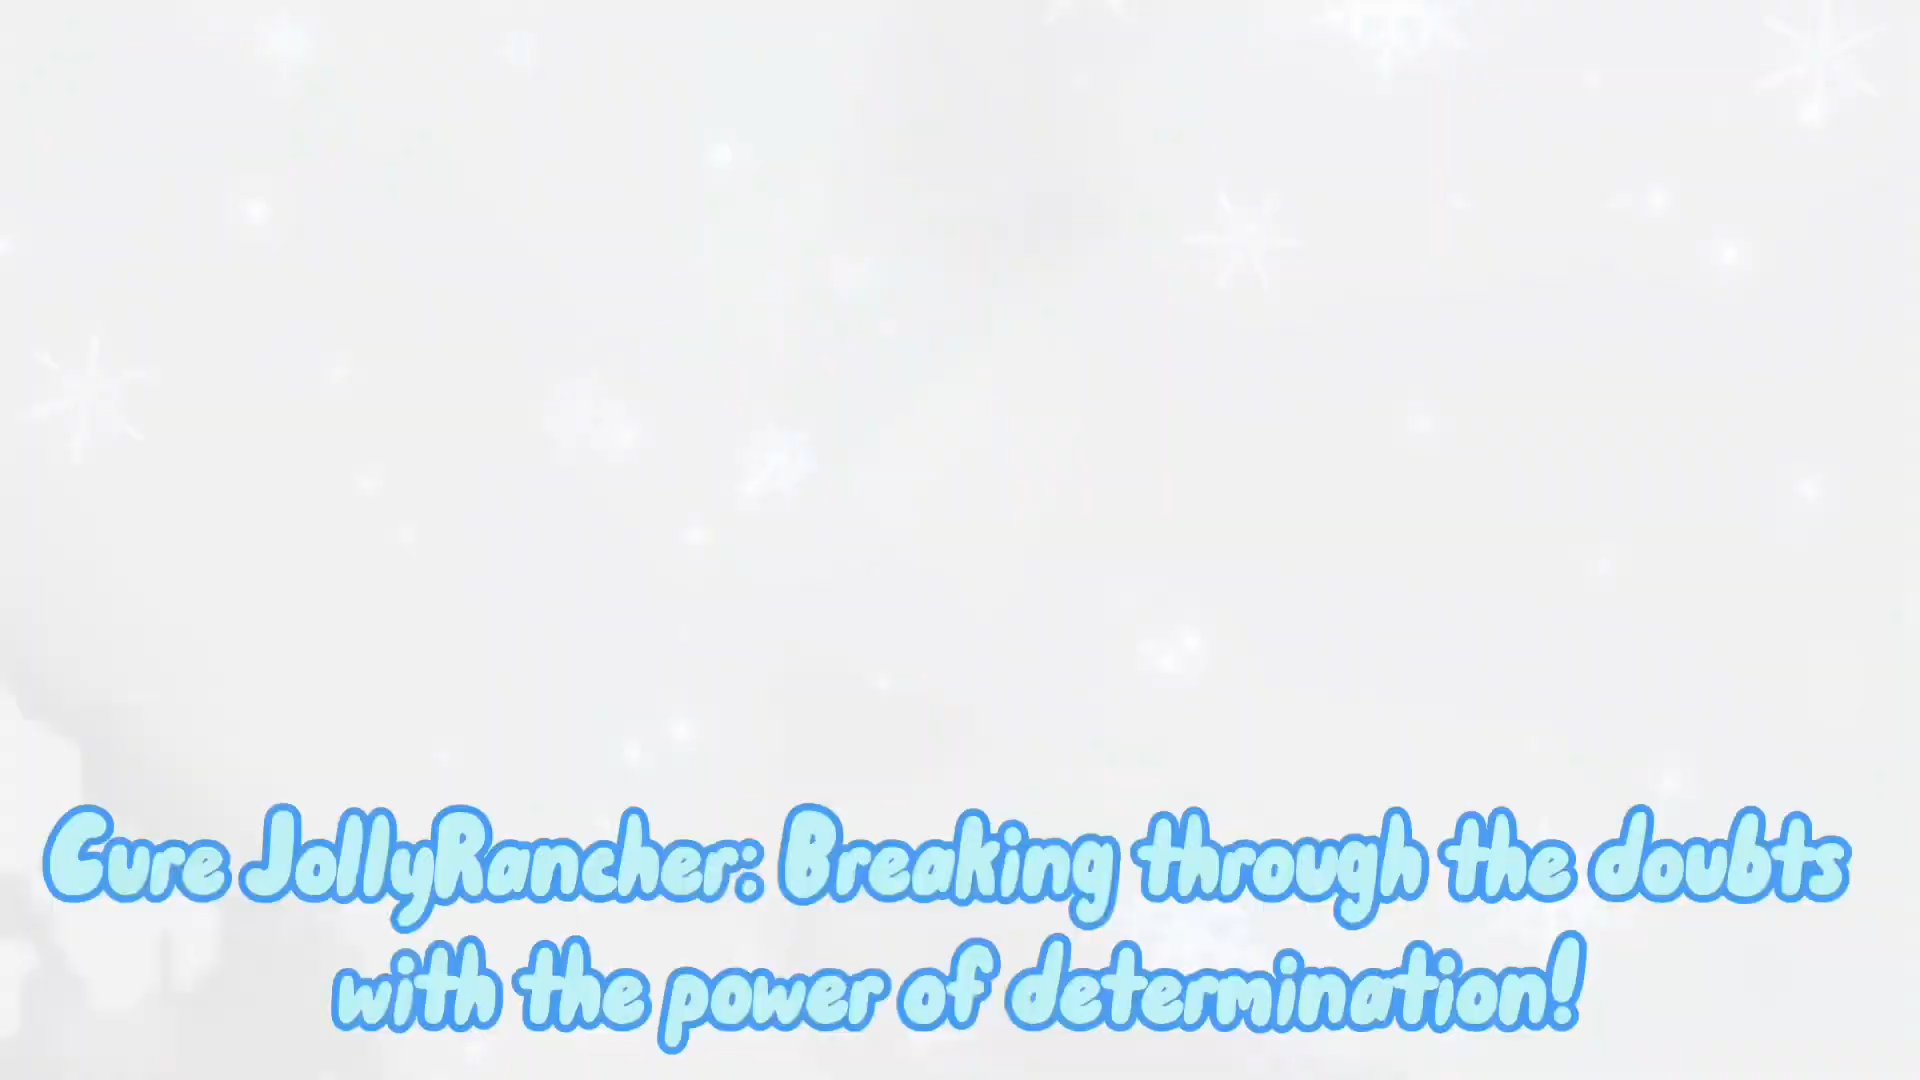 Cure JollyRancher: Breaking through the doubts
with the power of determination!